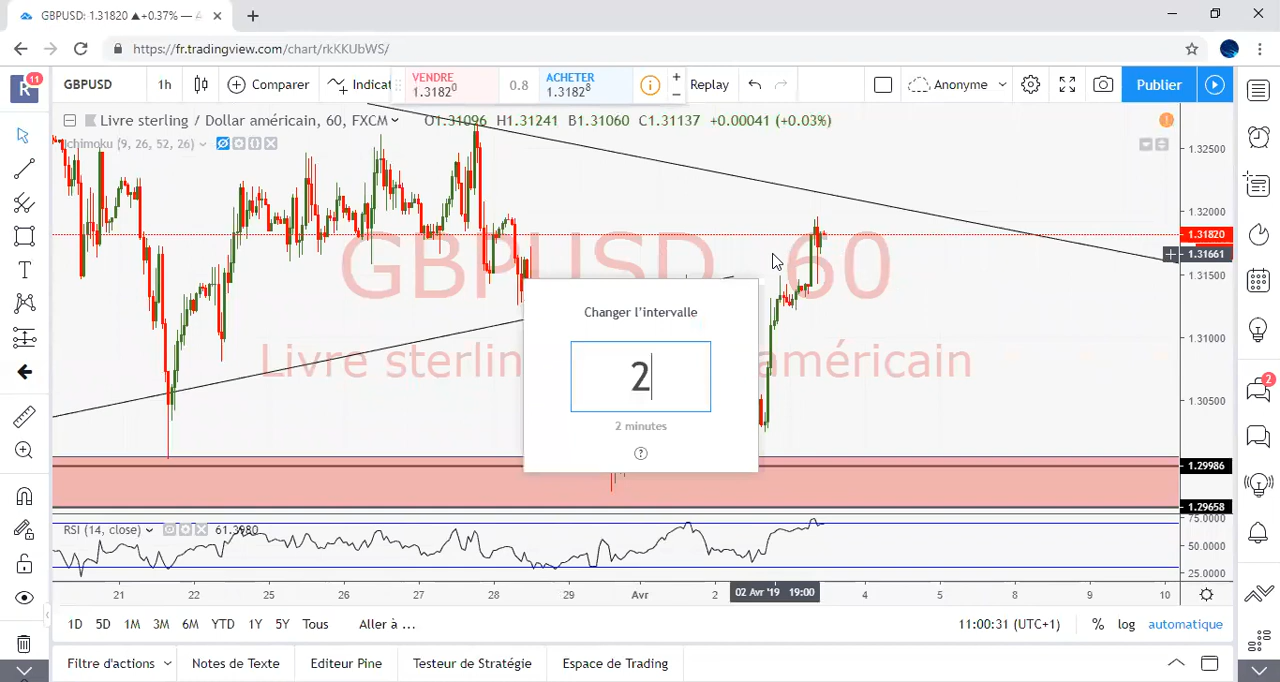 GBPUSD: 1.31820 ▲+0.37% —
https://fr.tradingview.com/chart/rkKKUbWS/
R 11
GBPUSD
1h
Comparer
Indicat
VENDRE
1.31820
0.8
ACHETER
1.31828
Replay
Anonyme
Publier
Livre sterling / Dollar américain, 60, FXCM
O1.31096 H1.31241 B1.31060 C1.31137 +0.00041 (+0.03%)
Ichimoku (9, 26, 52, 26)
GBPUSD, 60
Livre sterling
américain
Changer l'intervalle
2
2 minutes
1.32500
1.32000
1.31820
1.31661
1.31500
1.31000
1.30500
1.29986
1.29658
RSI (14, close) 61.3980
75.0000
50.0000
25.0000
21 22 25 26 27 28 29 Avr 2 02 Avr '19 19:00 4 5 8 9 10
1D 5D 1M 3M 6M YTD 1Y 5Y Tous Aller à ...
11:00:31 (UTC+1) % log automatique
Filtre d'actions Notes de Texte Editeur Pine Testeur de Stratégie Espace de Trading
2